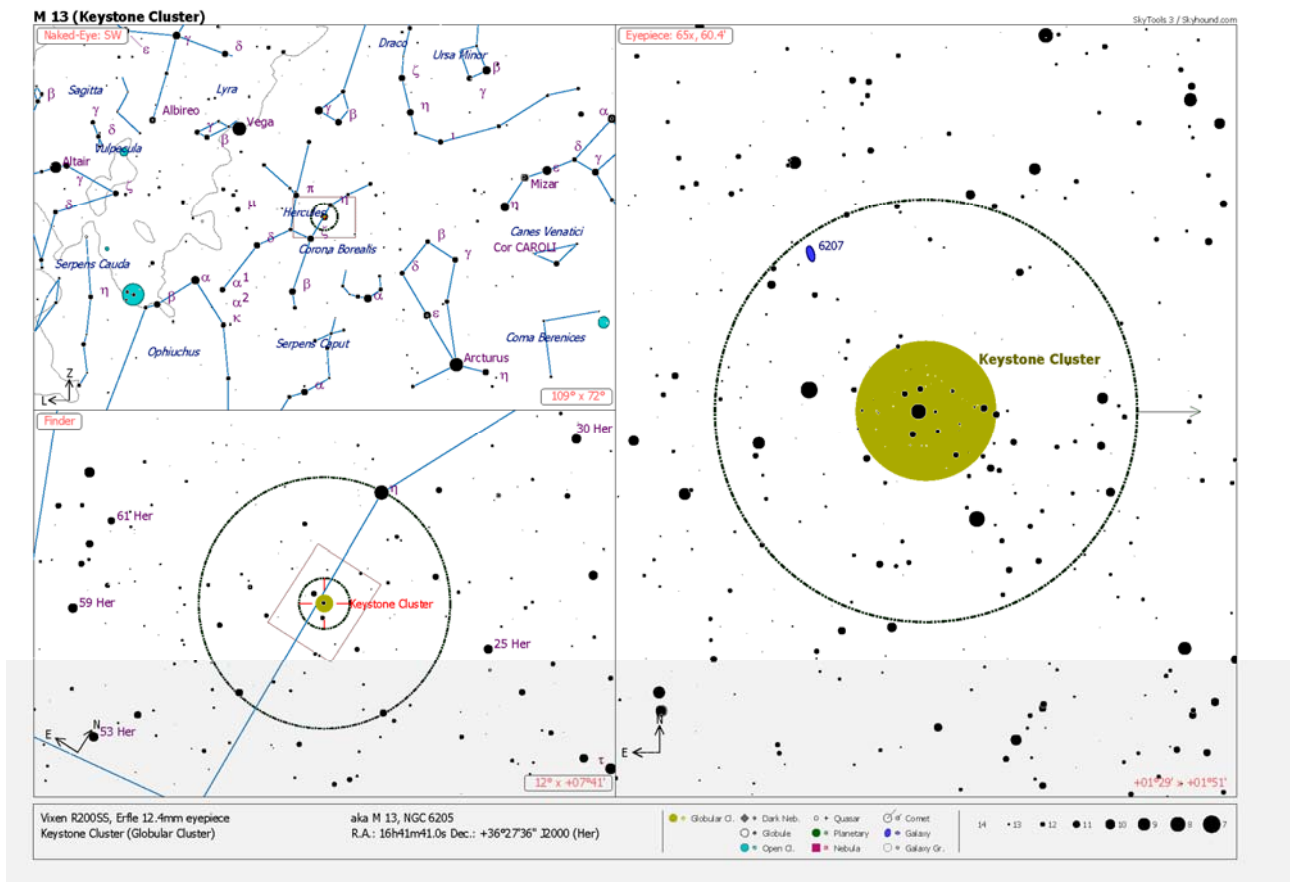 M 13 (Keystone Cluster)
SkyTools 3 / Skyhound.com
Naked-Eye: SW
ε
γ
δ
Draco
Ursa Minor
β
ζ
γ
β
Sagitta
Lyra
γ
δ
Albireo
γ
β
Vega
γ
β
η
ι
α
Vulpecula
Altair
γ
ζ
δ
δ
ε
γ
Mizar
π
η
μ
Hercules
ξ
η
Canes Venatici
Cor CAROLI
δ
Corona Borealis
β
γ
δ
Serpens Cauda
η
β
α
α1
α2
κ
β
α
ε
Ophiuchus
Serpens Caput
Coma Berenices
Arcturus
η
α
Z
L
109° x 72°
Finder
30 Her
η
61 Her
59 Her
Keystone Cluster
25 Her
N
E
53 Her
τ
12° x +07°41'
Eyepiece: 65x, 60.4'
6207
Keystone Cluster
N
E
+01°29' x +01°51'
Vixen R200SS, Erfle 12.4mm eyepiece
Keystone Cluster (Globular Cluster)
aka M 13, NGC 6205
R.A.: 16h41m41.0s Dec.: +36°27'36" J2000 (Her)
Globular Cl.
Dark Neb.
Quasar
Comet
Globule
Planetary
Galaxy
Open Cl.
Nebula
Galaxy Gr.
14 13 12 11 10 9 8 7